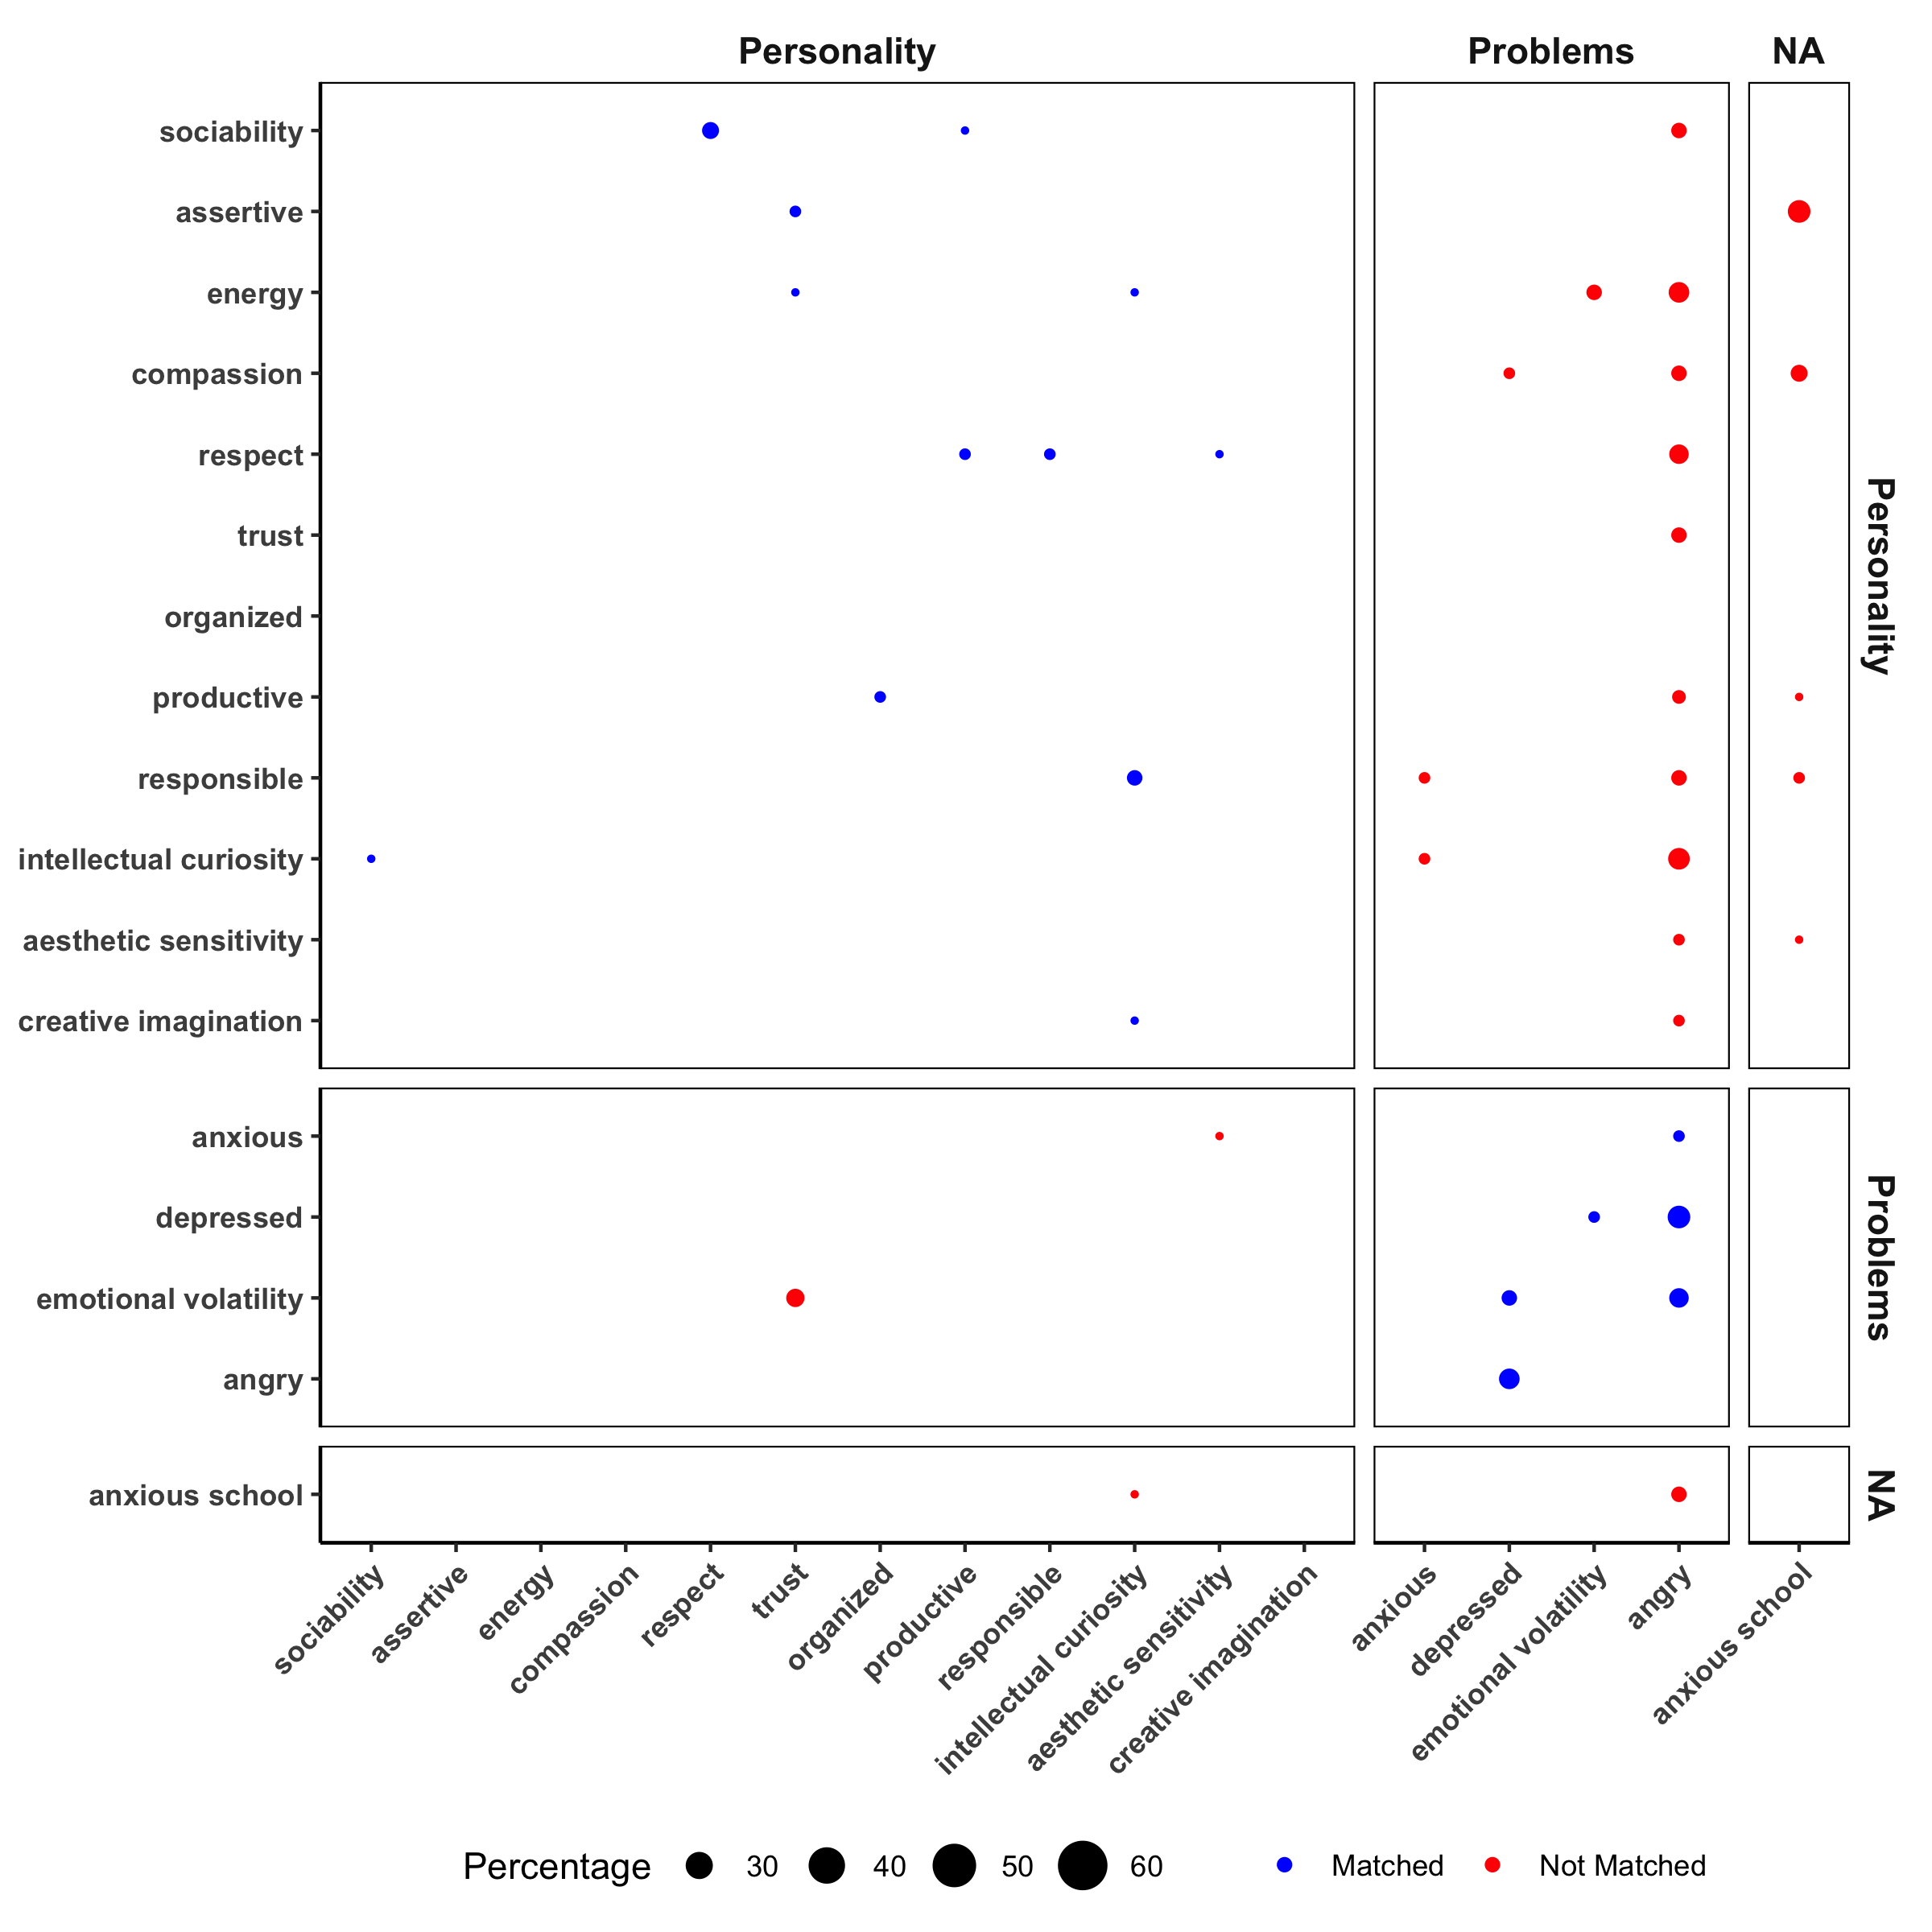 Personality Problems NA
sociability
assertive
energy
compassion
respect
trust
organized
productive
responsible
intellectual curiosity
aesthetic sensitivity
creative imagination
Personality
anxious
depressed
emotional volatility
angry
Problems
anxious school
NA
sociability
assertive
energy
compassion
respect
trust
organized
productive
responsible
intellectual curiosity
aesthetic sensitivity
creative imagination
anxious
depressed
emotional volatility
angry
anxious school
Percentage 30 40 50 60 Matched Not Matched